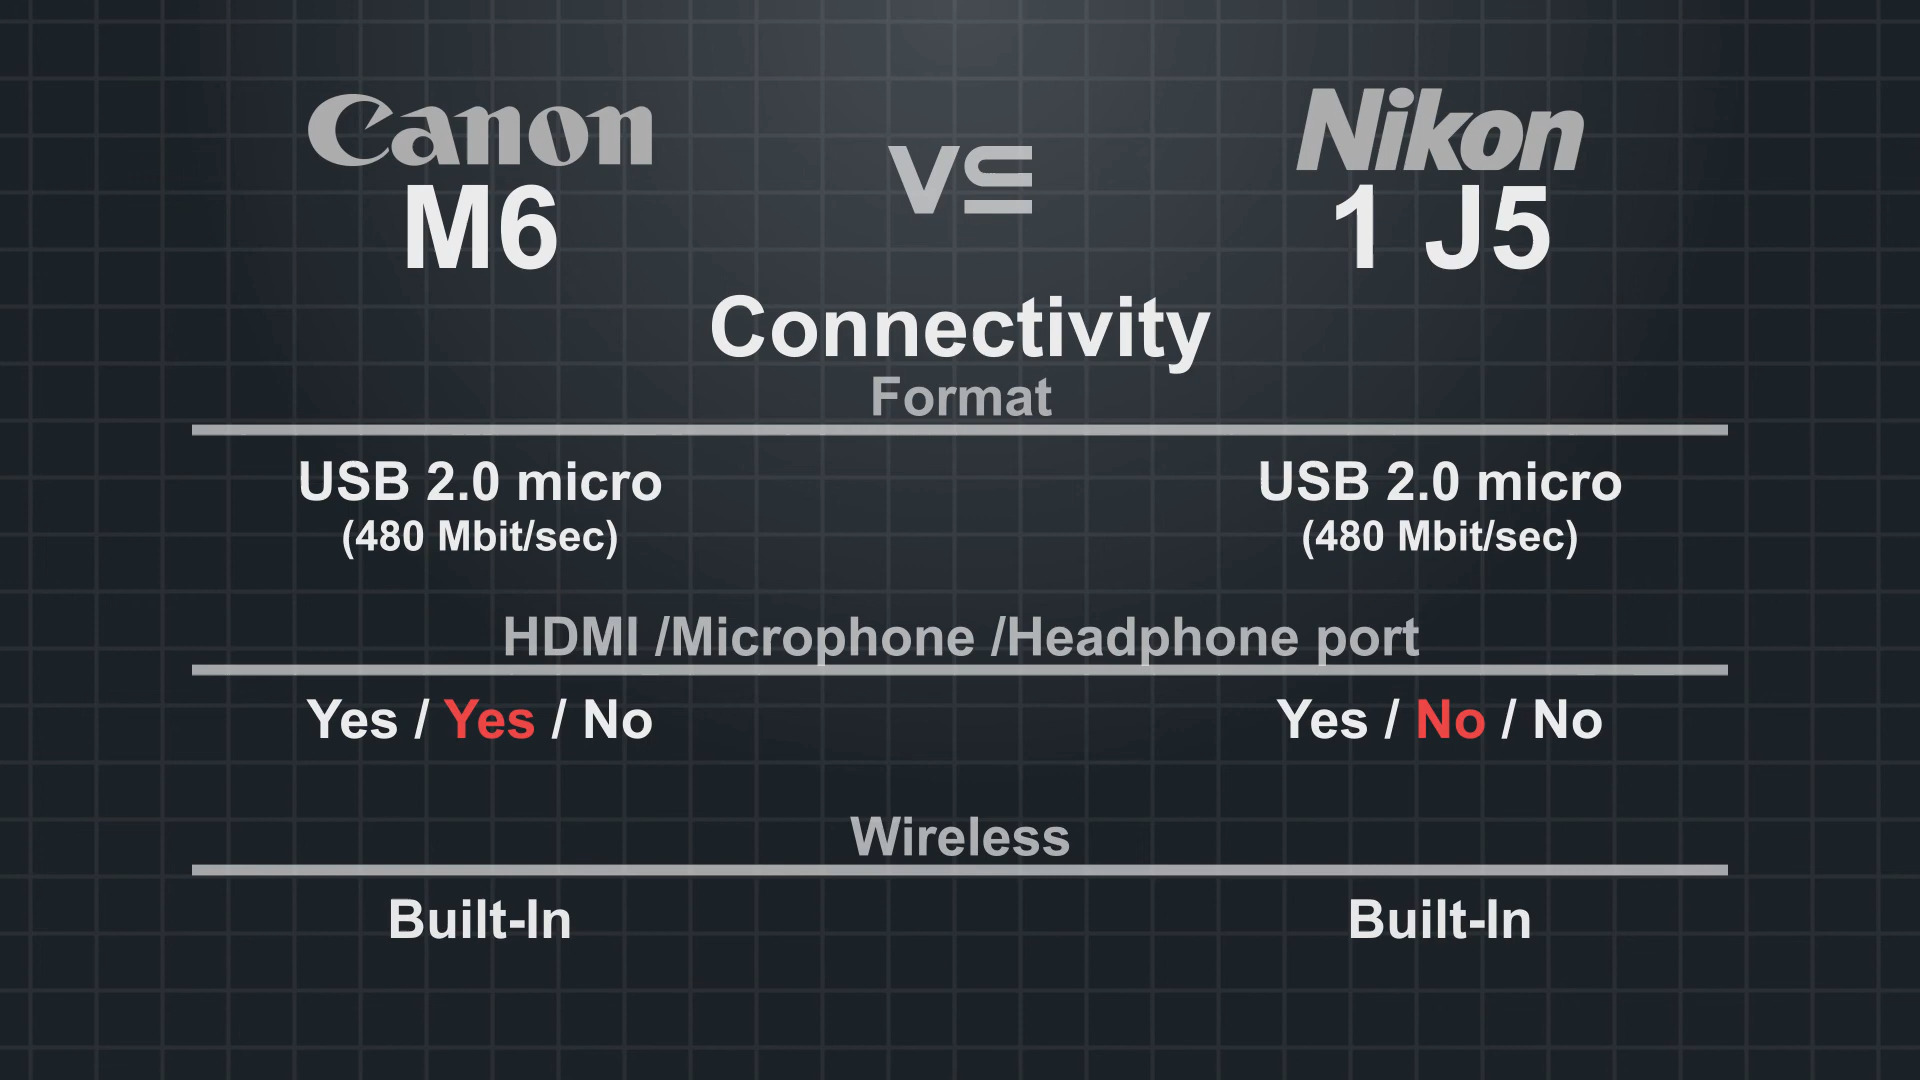 Canon VS Nikon
M6 1 J5
Connectivity
Format
USB 2.0 micro USB 2.0 micro
(480 Mbit/sec) (480 Mbit/sec)
HDMI /Microphone /Headphone port
Yes / Yes / No Yes / No / No
Wireless
Built-In Built-In